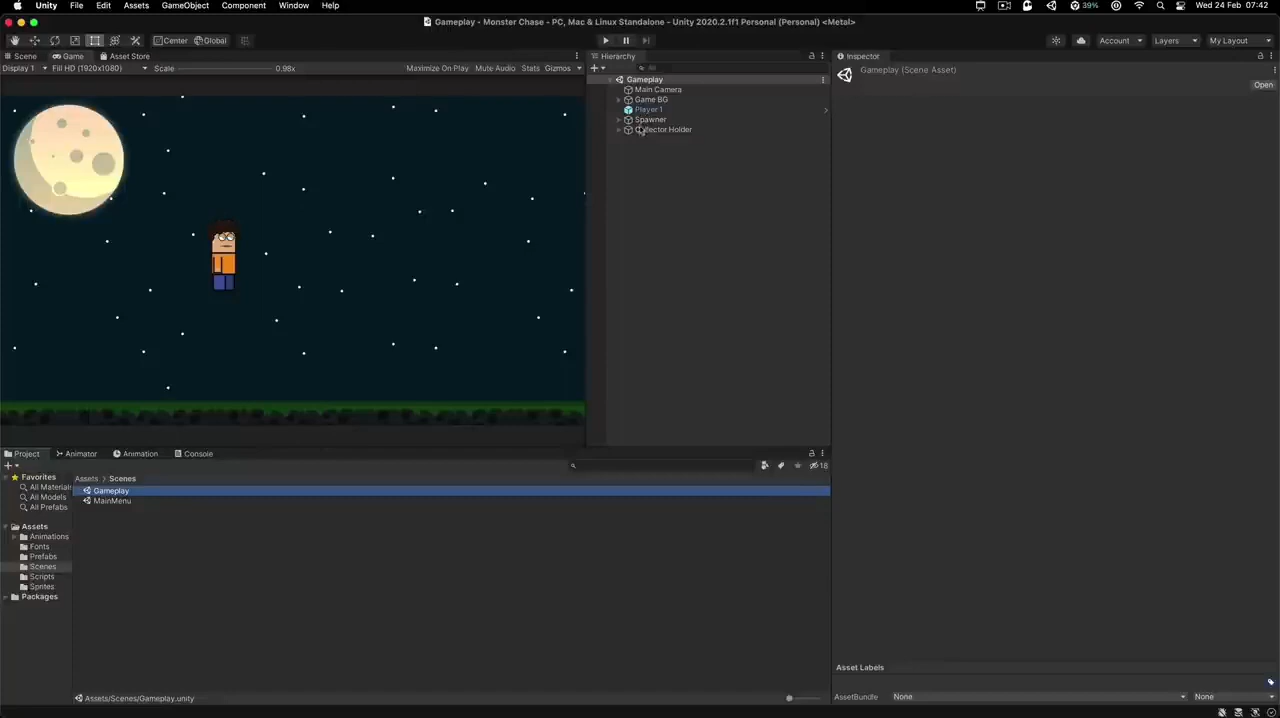 Unity File Edit Assets GameObject Component Window Help 39% Wed 24 Feb 07:42
Gameplay - Monster Chase - PC, Mac & Linux Standalone - Unity 2020.2.1f1 Personal (Personal) <Metal>
Center Global Account Layers My Layout
Scene Game Asset Store Hierarchy Inspector
Display 1 Full HD (1920x1080) Scale 0.98x Maximize On Play Mute Audio Stats Gizmos All
Gameplay (Scene Asset)
Open
Gameplay
Main Camera
Game BG
Player 1
Spawner
Collector Holder
Project Animator Animation Console
18
Favorites
All Materials
All Models
All Prefabs
Assets > Scenes
Gameplay
MainMenu
Assets
Animations
Fonts
Prefabs
Scenes
Scripts
Sprites
Packages
Asset Labels
Assets/Scenes/Gameplay.unity
AssetBundle None None